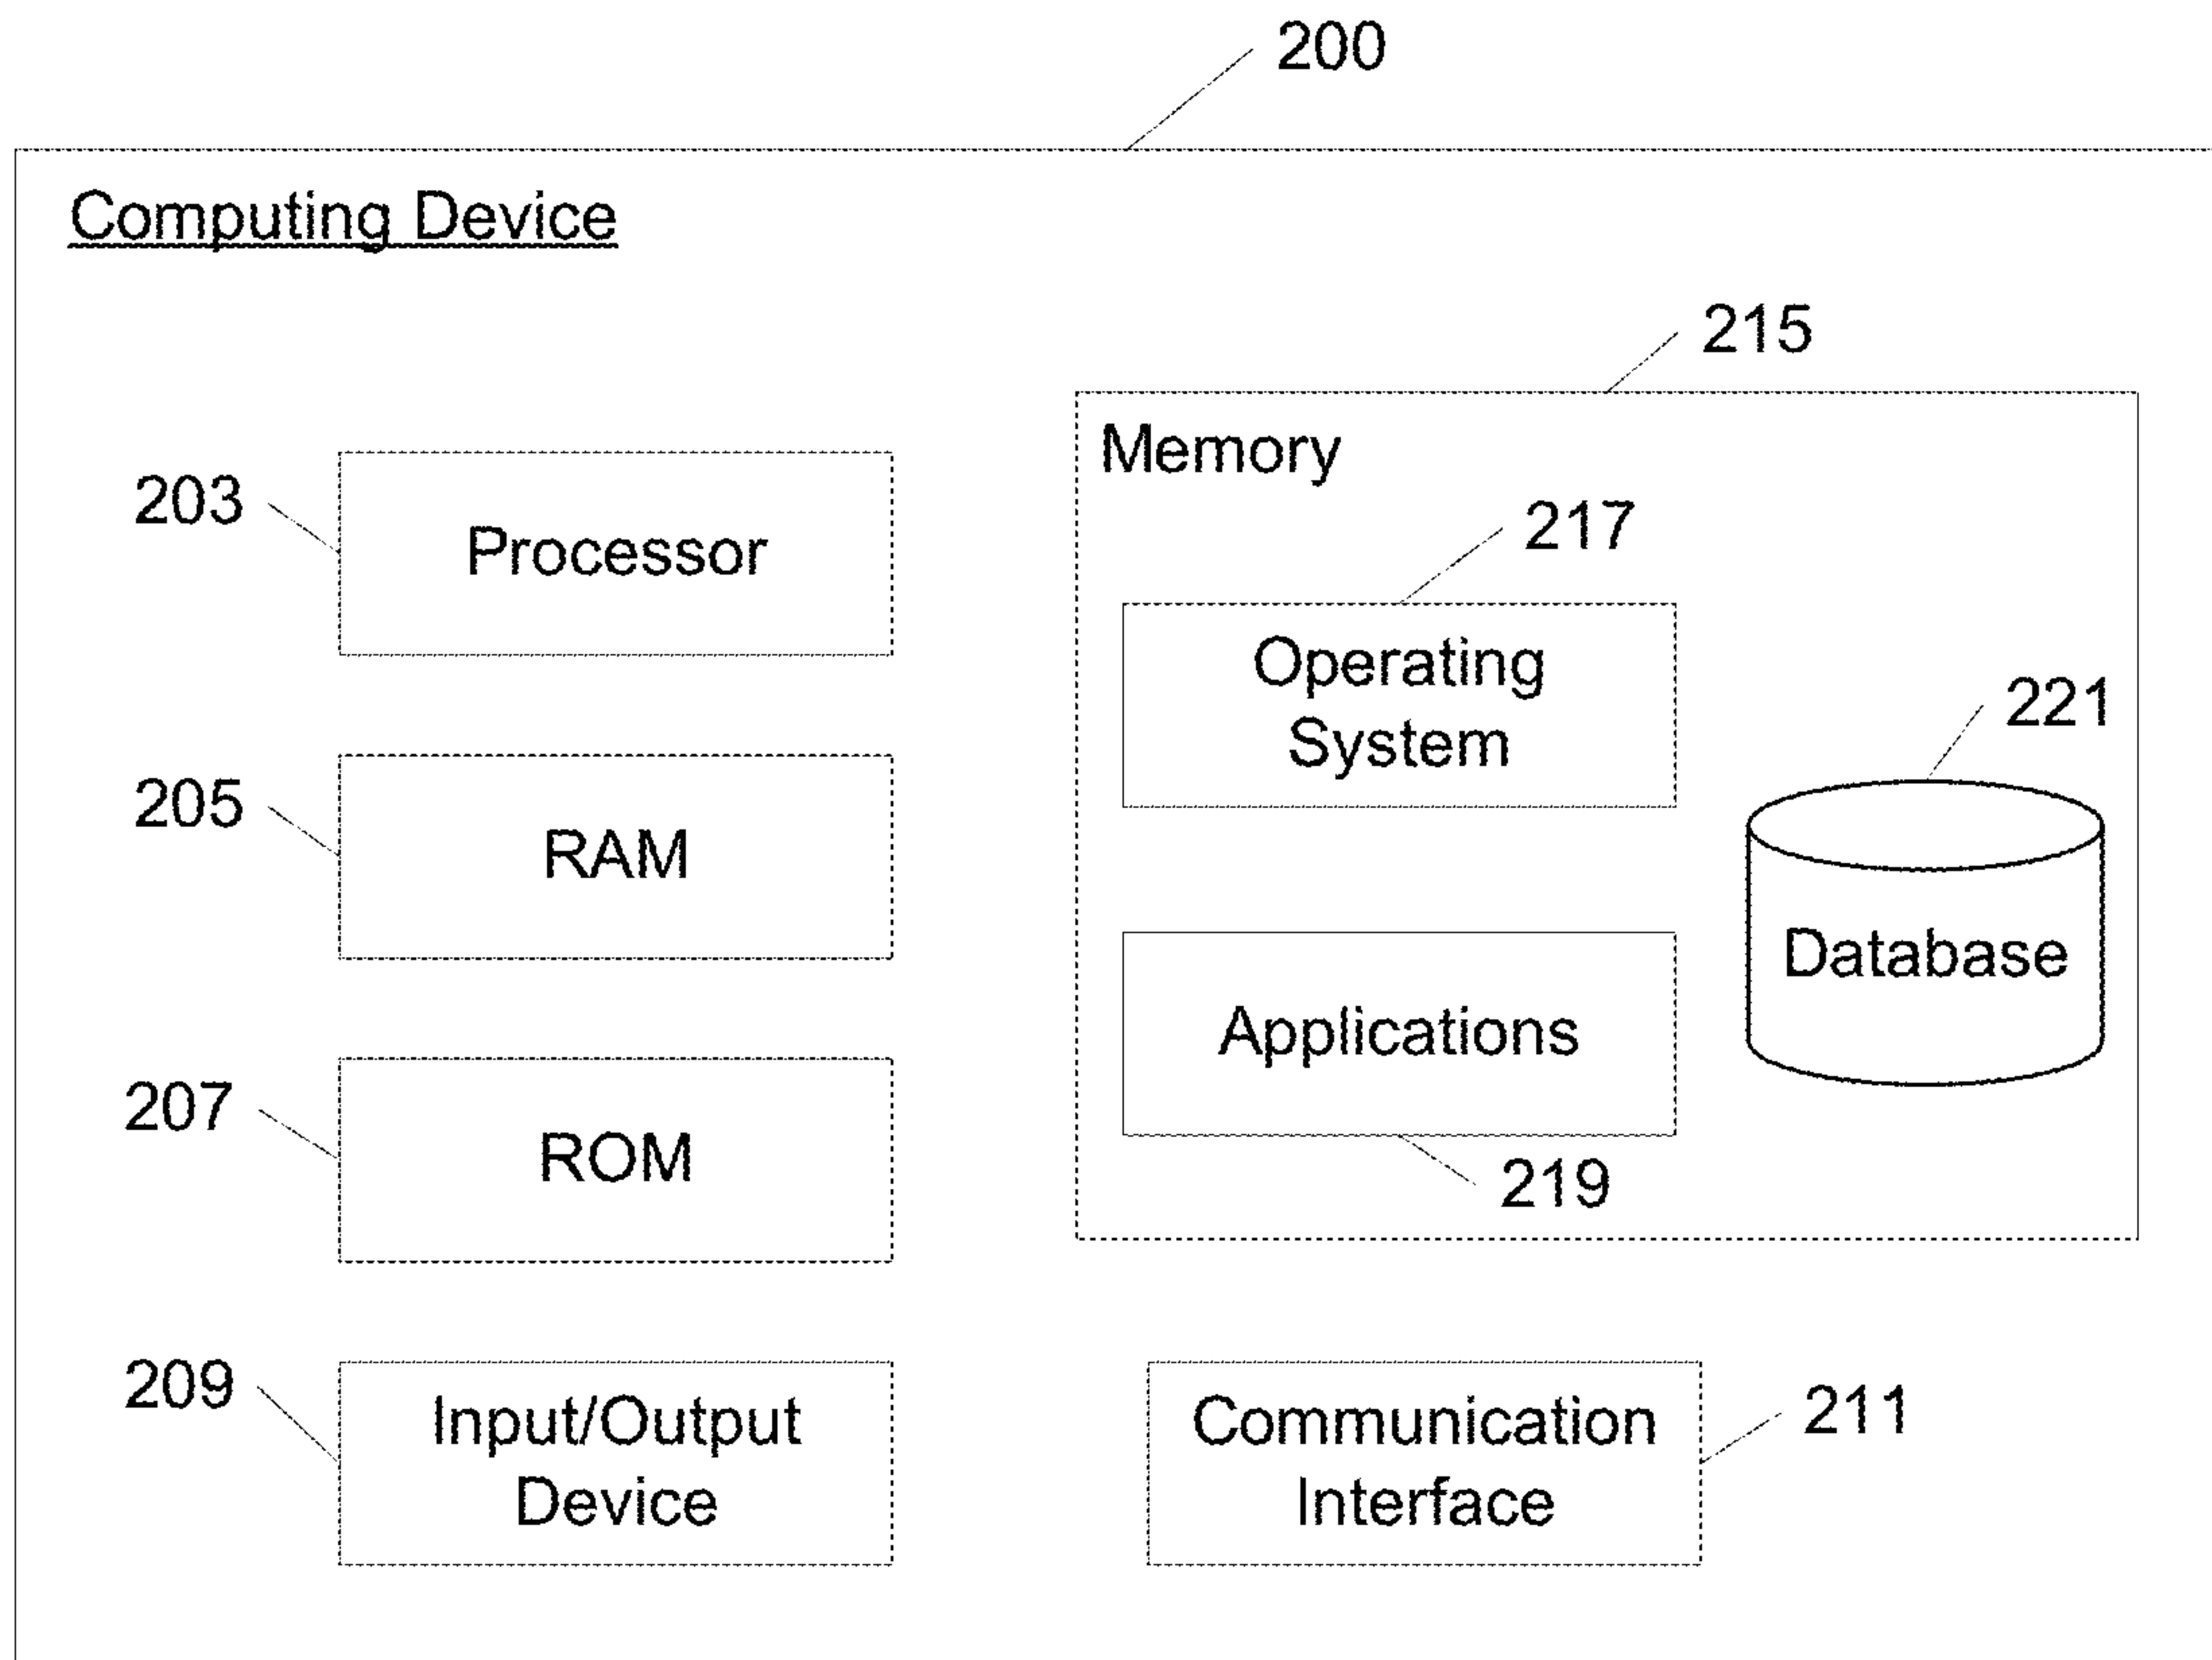 200
Computing Device
215
Memory
203
Processor
217
Operating
System
221
205
RAM
Database
Applications
207
ROM
219
209
Input/Output
Device
Communication
Interface
211